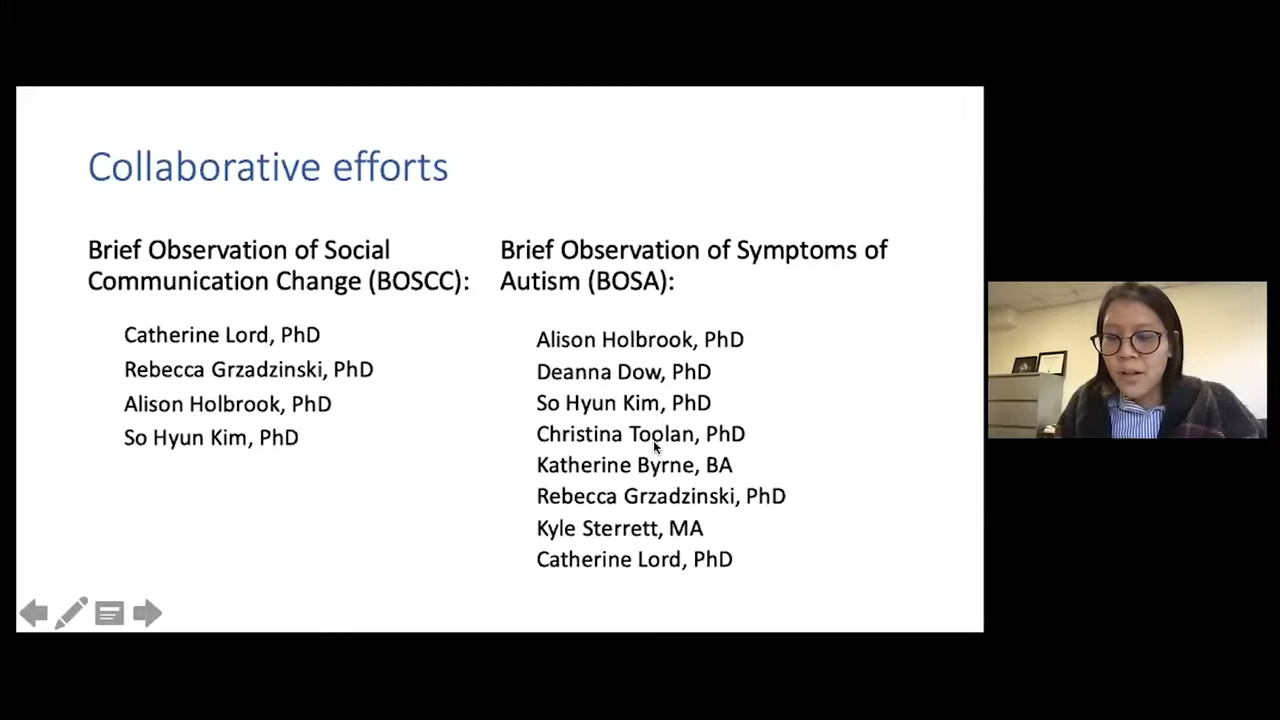 Collaborative efforts
Brief Observation of Social
Communication Change (BOSCC):
Catherine Lord, PhD
Rebecca Grzadzinski, PhD
Alison Holbrook, PhD
So Hyun Kim, PhD
Brief Observation of Symptoms of
Autism (BOSA):
Alison Holbrook, PhD
Deanna Dow, PhD
So Hyun Kim, PhD
Christina Toolan, PhD
Katherine Byrne, BA
Rebecca Grzadzinski, PhD
Kyle Sterrett, MA
Catherine Lord, PhD